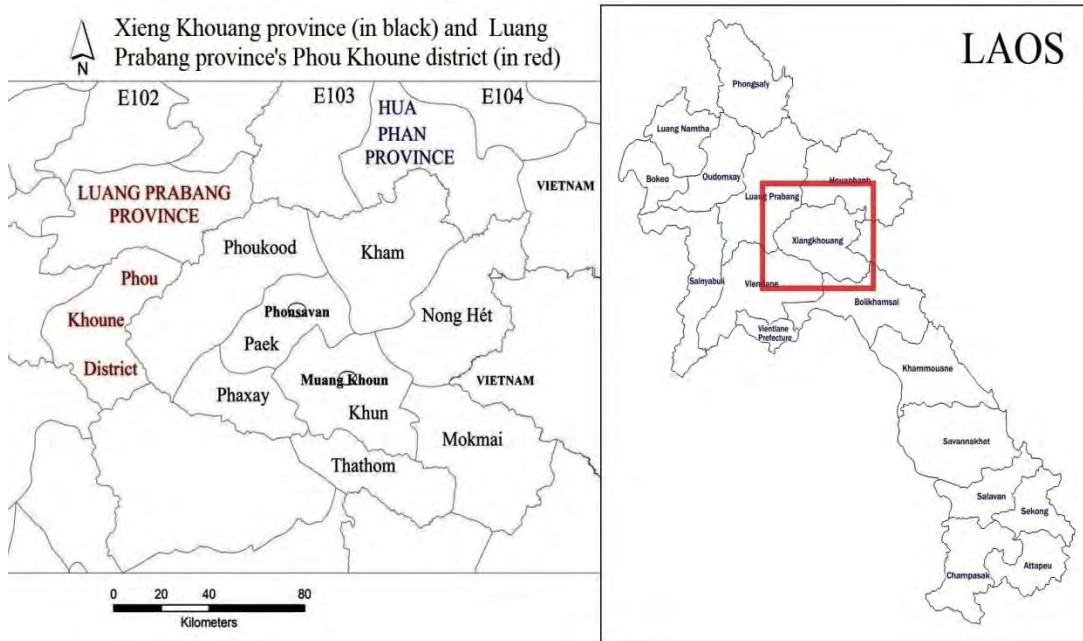 Xieng Khouang province (in black) and Luang
Prabang province's Phou Khoune district (in red)
N
E102
E103
E104
HUA
PHAN
PROVINCE
VIETNAM
LUANG PRABANG
PROVINCE
Phoukood
Kham
Phou
Khoune
District
Phonsavan
Nong Hét
Paek
Muang Khoun
VIETNAM
Phaxay
Khun
Mokmai
Thathom
0 20 40 80
Kilometers
LAOS
Phongsaly
Luang Namtha
Bokeo
Oudomxay
Luang Prabang
Houaphanh
Xiangkhouang
Sainyabuli
Vientiane
Bolikhamsai
Vientiane
Prefecture
Khammouane
Savannakhet
Salavan
Sekong
Champasak
Attapeu